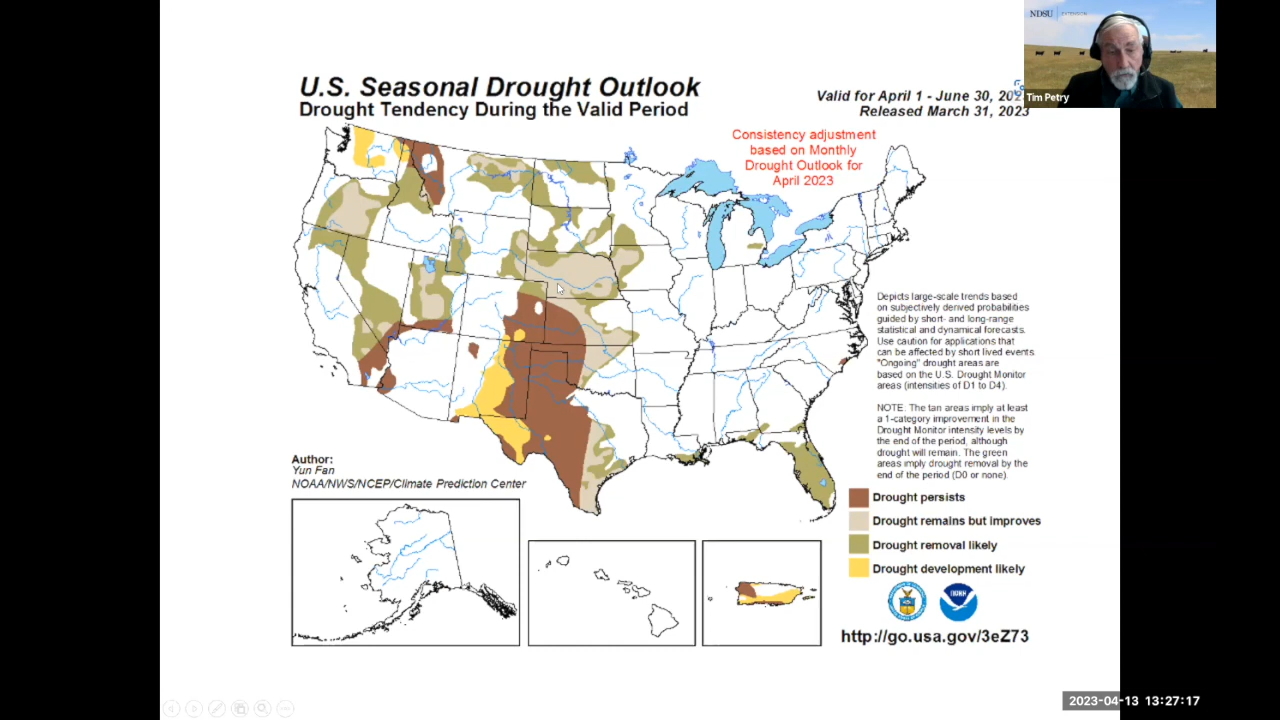 NDSU EXTENSION
Tim Petry
U.S. Seasonal Drought Outlook
Drought Tendency During the Valid Period
Valid for April 1 - June 30, 202
Released March 31, 2023
Consistency adjustment
based on Monthly
Drought Outlook for
April 2023
Depicts large-scale trends based
on subjectively derived probabilities
guided by short- and long-range
statistical and dynamical forecasts.
Use caution for applications that
can be affected by short lived events
"Ongoing" drought areas are
based on the U.S. Drought Monitor
areas (intensities of D1 to D4).
NOTE: The tan areas imply at least
a 1-category improvement in the
Drought Monitor intensity levels by
the end of the period, although
drought will remain. The green
areas imply drought removal by the
end of the period (D0 or none).
Author:
Yun Fan
NOAA/NWS/NCEP/Climate Prediction Center
Drought persists
Drought remains but improves
Drought removal likely
Drought development likely
http://go.usa.gov/3eZ73
2023-04-13 13:27:17